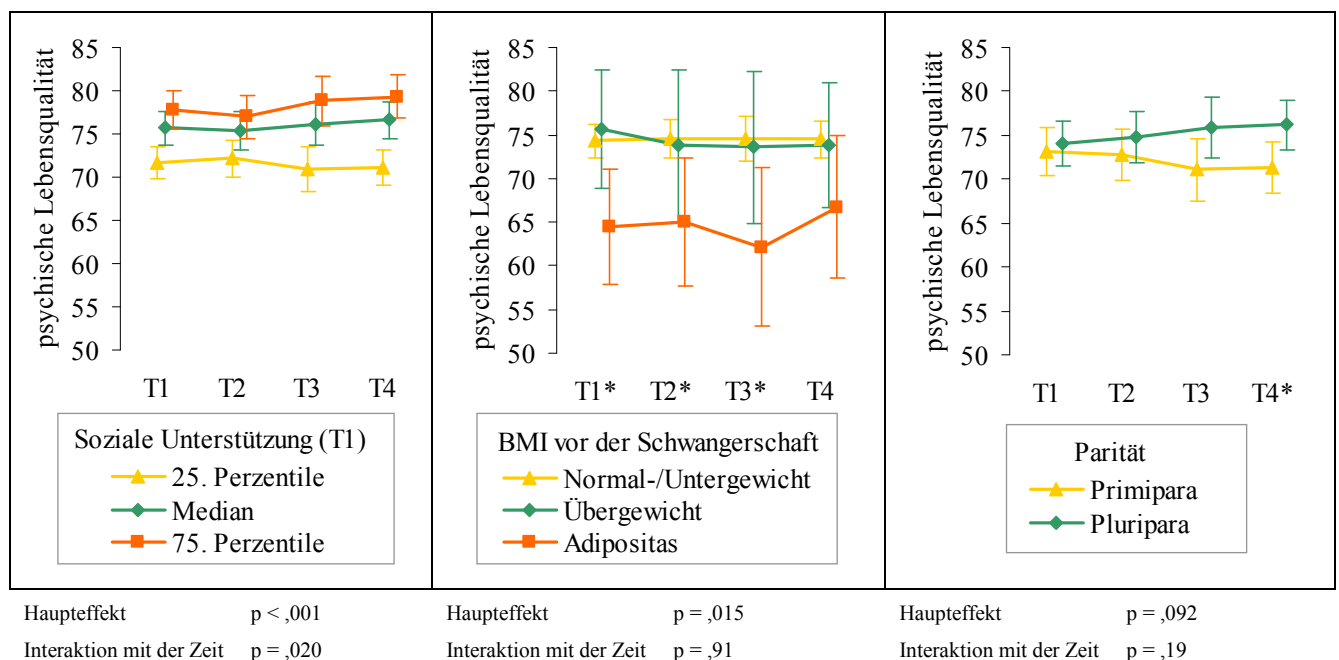 psychische Lebensqualität
85
80
75
70
65
60
55
50
T1 T2 T3 T4
Soziale Unterstützung (T1)
25. Perzentile
Median
75. Perzentile
Haupteffekt p < ,001
Interaktion mit der Zeit p = ,020
psychische Lebensqualität
85
80
75
70
65
60
55
50
T1* T2* T3* T4
BMI vor der Schwangerschaft
Normal-/Untergewicht
Übergewicht
Adipositas
Haupteffekt p = ,015
Interaktion mit der Zeit p = ,91
psychische Lebensqualität
85
80
75
70
65
60
55
50
T1 T2 T3 T4*
Parität
Primipara
Pluripara
Haupteffekt p = ,092
Interaktion mit der Zeit p = ,19